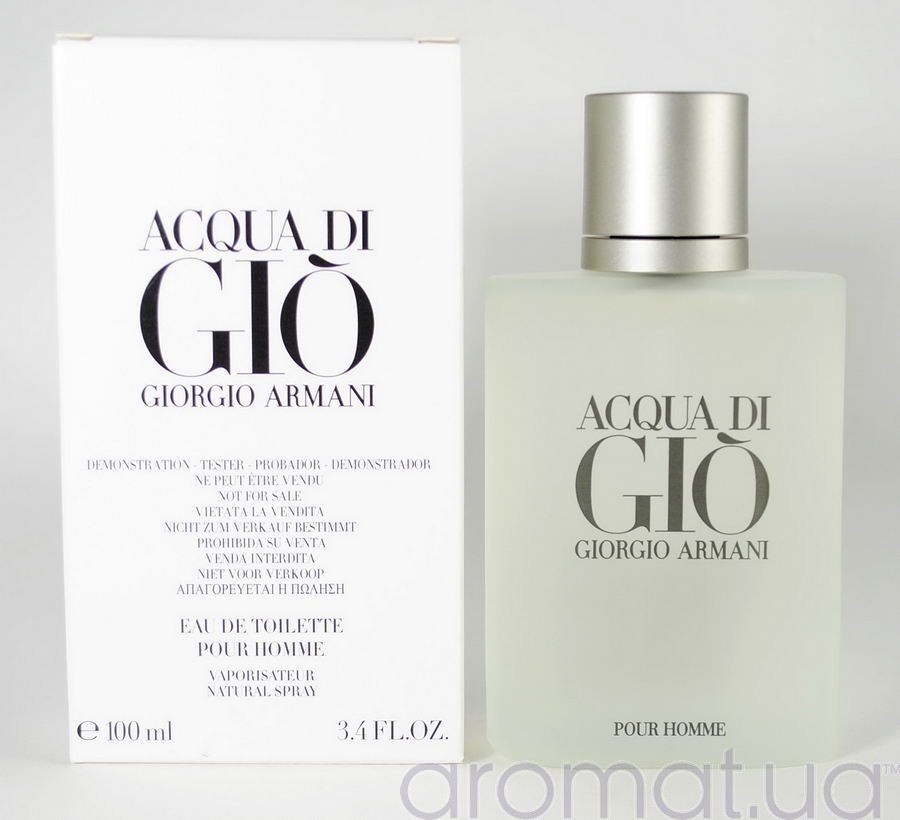 ACQUA DI
GIÒ
GIORGIO ARMANI
DEMONSTRATION - TESTER - PROBADOR - DEMONSTRADOR
NE PEUT ÊTRE VENDU
NOT FOR SALE
VIETATA LA VENDITA
NICHT ZUM VERKAUF BESTIMMT
PROHIBIDA SU VENTA
VENDA INTERDITA
NIET VOOR VERKOOP
ΑΠΑΓΟΡΕΥΕΤΑΙ Η ΠΩΛΗΣΗ
EAU DE TOILETTE
POUR HOMME
VAPORISATEUR
NATURAL SPRAY
℮ 100 ml 3.4 FL.OZ.
ACQUA DI
GIÒ
GIORGIO ARMANI
POUR HOMME
aromat.ua™